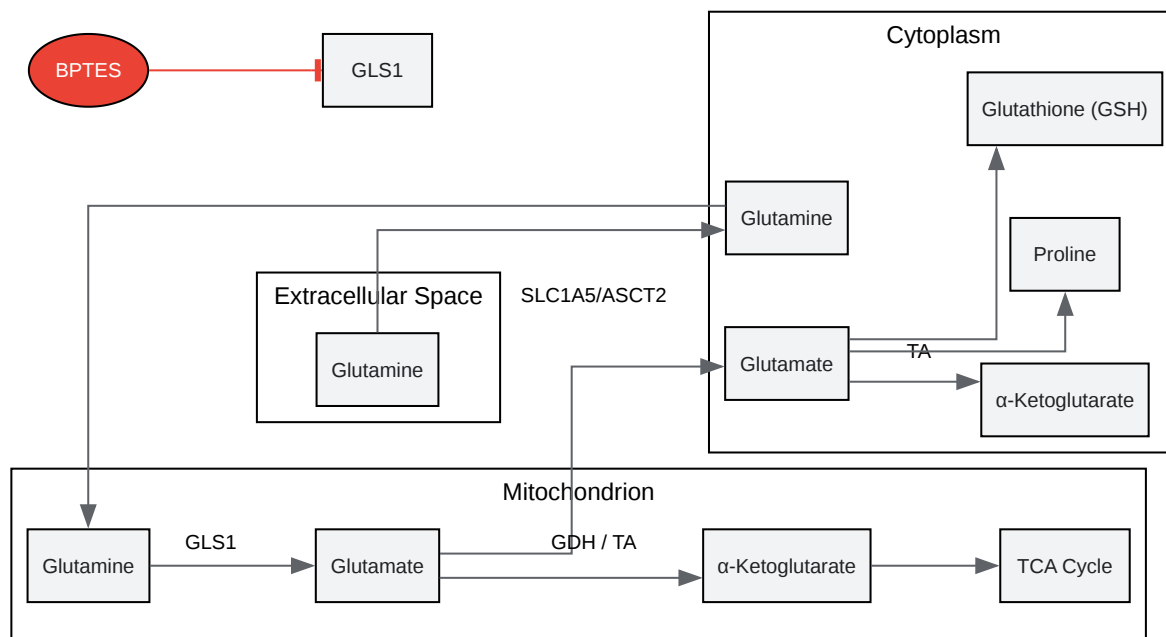 Cytoplasm
BPTES
GLS1
Glutathione (GSH)
Glutamine
Proline
Extracellular Space
SLC1A5/ASCT2
Glutamine
Glutamate
TA
α-Ketoglutarate
Mitochondrion
GLS1
GDH / TA
Glutamine
Glutamate
α-Ketoglutarate
TCA Cycle